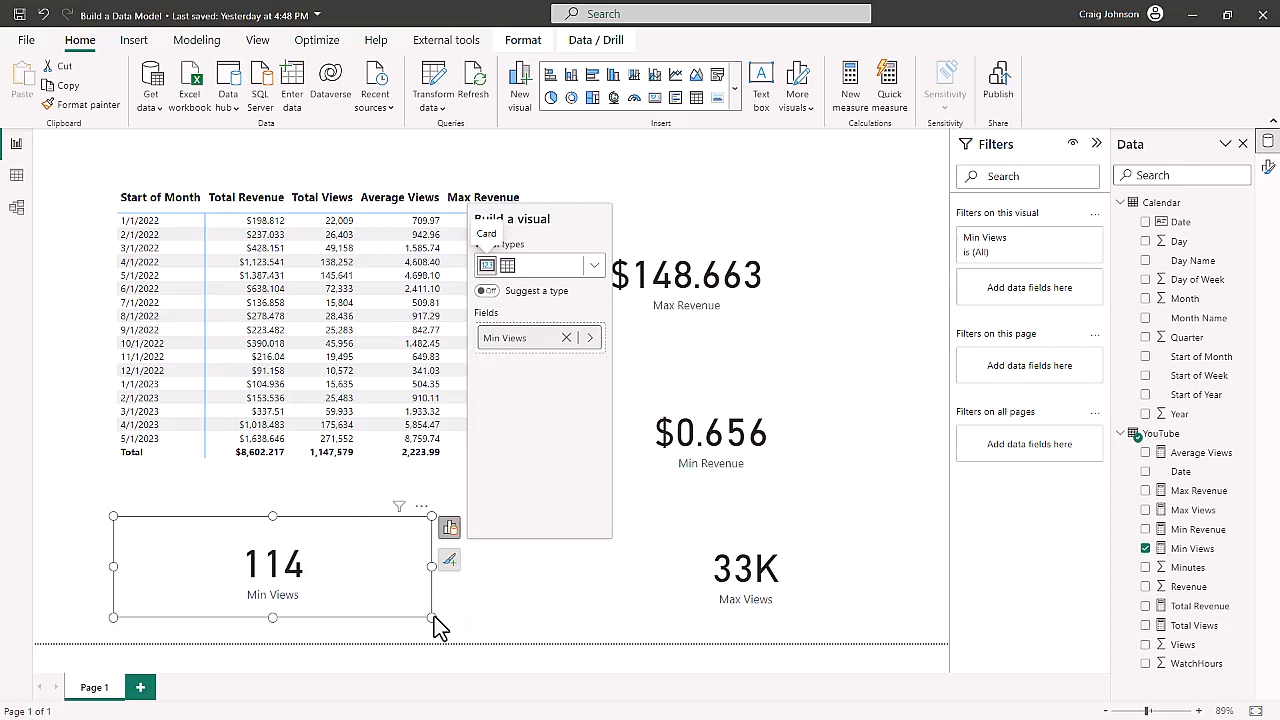 Build a Data Model • Last saved: Yesterday at 4:48 PM
Search
Craig Johnson
File Home Insert Modeling View Optimize Help External tools Format Data / Drill
Paste
Cut
Copy
Format painter
Clipboard
Get data
Excel workbook
Data hub
SQL Server
Enter data
Dataverse
Recent sources
Data
Transform data
Refresh
Queries
New visual
Text box
More visuals
Insert
New measure
Quick measure
Calculations
Sensitivity
Sensitivity
Publish
Share
Start of Month Total Revenue Total Views Average Views Max Revenue
1/1/2022 $198.812 22,009 709.97
2/1/2022 $237.033 26,403 942.96
3/1/2022 $428.151 49,158 1,585.74
4/1/2022 $1,123.541 138,252 4,608.40
5/1/2022 $1,387.431 145,641 4,698.10
6/1/2022 $638.104 72,333 2,411.10
7/1/2022 $136.858 15,804 509.81
8/1/2022 $278.478 28,436 917.29
9/1/2022 $223.482 25,283 842.77
10/1/2022 $390.018 45,956 1,482.45
11/1/2022 $216.04 19,495 649.83
12/1/2022 $91.158 10,572 341.03
1/1/2023 $104.936 15,635 504.35
2/1/2023 $153.536 25,483 910.11
3/1/2023 $337.51 59,933 1,933.32
4/1/2023 $1,018.483 175,634 5,854.47
5/1/2023 $1,638.646 271,552 8,759.74
Total $8,602.217 1,147,579 2,223.99
Build a visual
Card
types
Off Suggest a type
Fields
Min Views
$148.663
Max Revenue
$0.656
Min Revenue
33K
Max Views
114
Min Views
Filters
Search
Filters on this visual ...
Min Views
is (All)
Add data fields here
Filters on this page ...
Add data fields here
Filters on all pages ...
Add data fields here
Data
Search
Calendar
Date
Day
Day Name
Day of Week
Month
Month Name
Quarter
Start of Month
Start of Week
Start of Year
Year
YouTube
Average Views
Date
Max Revenue
Max Views
Min Revenue
Min Views
Minutes
Revenue
Total Revenue
Total Views
Views
WatchHours
Page 1
Page 1 of 1
89%